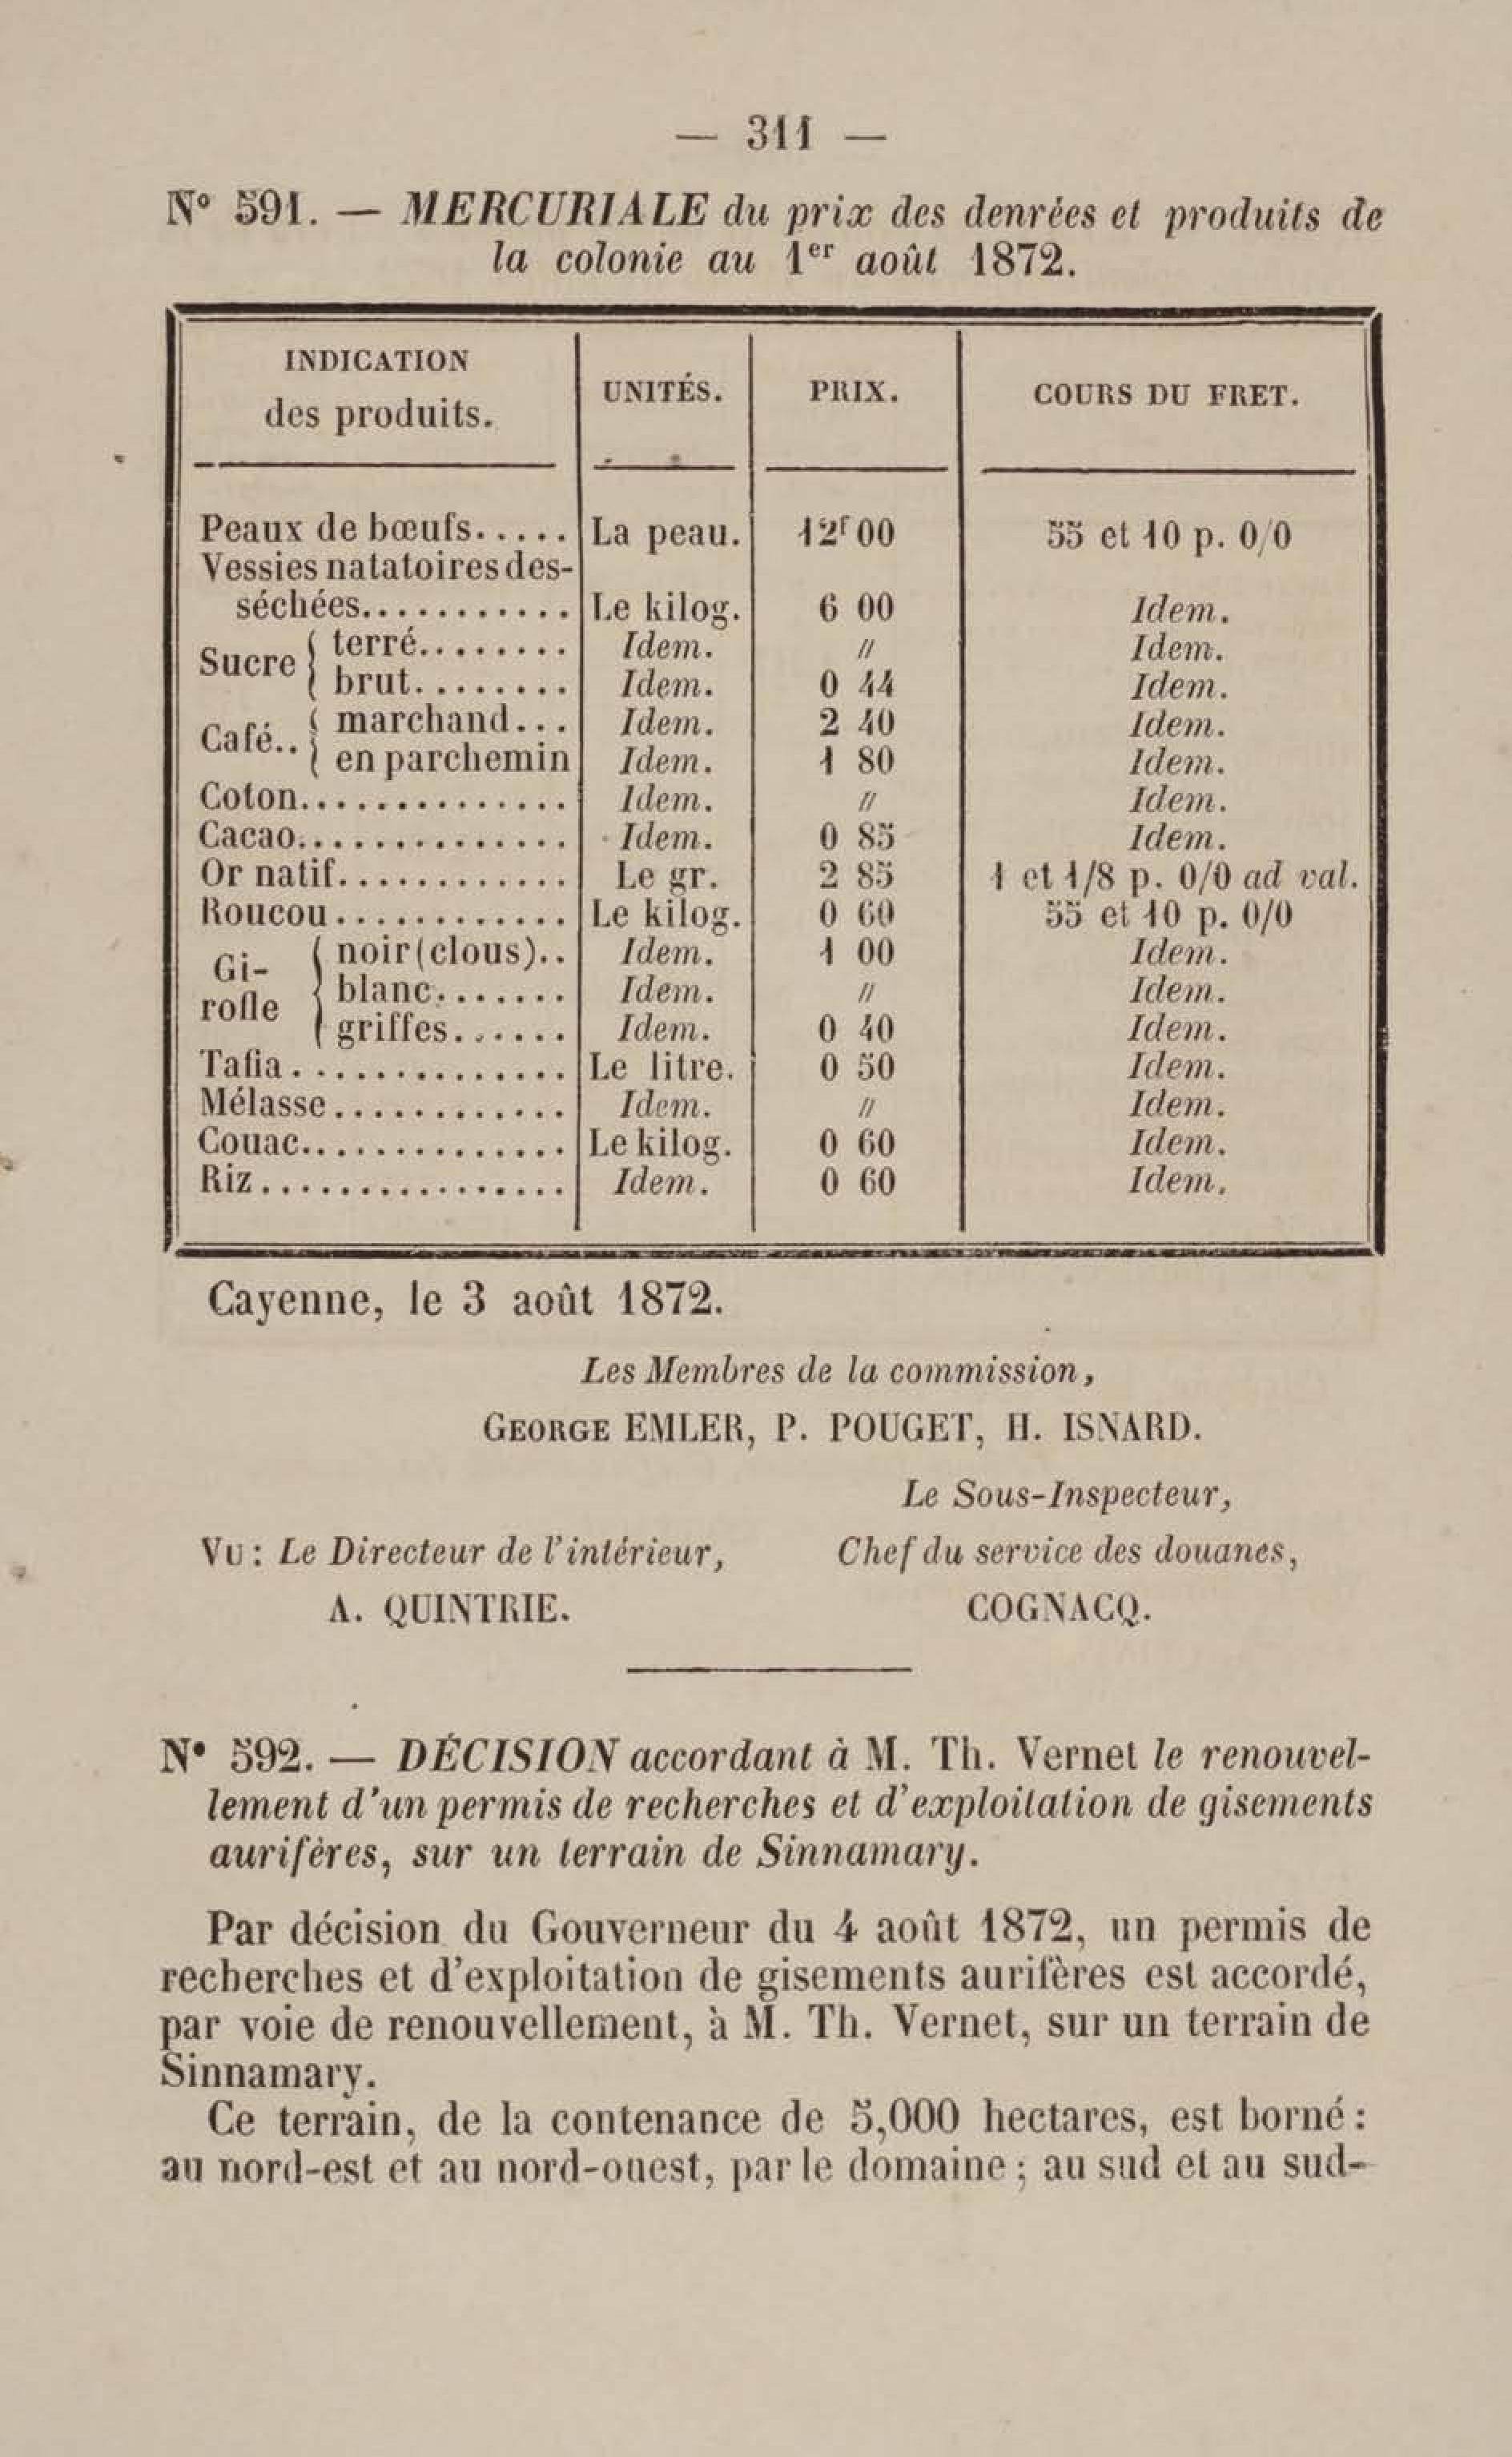 — 311 —
N° 591. — MERCURIALE du prix des denrées et produits de
la colonie au 1er août 1872.
INDICATION des produits. | UNITÉS. | PRIX. | COURS DU FRET.
Peaux de bœufs..... La peau. 12f 00 55 et 10 p. 0/0
Vessies natatoires des-
séchées........... Le kilog. 6 00 Idem.
Sucre { terré........ Idem. " Idem.
{ brut........ Idem. 0 44 Idem.
Café.. { marchand... Idem. 2 40 Idem.
{ en parchemin Idem. 1 80 Idem.
Coton.............. Idem. " Idem.
Cacao.............. Idem. 0 85 Idem.
Or natif............ Le gr. 2 85 1 et 1/8 p. 0/0 ad val.
Roucou............ Le kilog. 0 60 55 et 10 p. 0/0
Gi-rofle { noir (clous).. Idem. 1 00 Idem.
{ blanc....... Idem. " Idem.
{ griffes...... Idem. 0 40 Idem.
Tafia.............. Le litre. 0 50 Idem.
Mélasse............ Idem. " Idem.
Couac.............. Le kilog. 0 60 Idem.
Riz................ Idem. 0 60 Idem.
Cayenne, le 3 août 1872.
Les Membres de la commission,
GEORGE EMLER, P. POUGET, H. ISNARD.
Le Sous-Inspecteur,
Vu : Le Directeur de l'intérieur, Chef du service des douanes,
A. QUINTRIE. COGNACQ.
N° 592. — DÉCISION accordant à M. Th. Vernet le renouvel-
lement d'un permis de recherches et d'exploitation de gisements
aurifères, sur un terrain de Sinnamary.
Par décision du Gouverneur du 4 août 1872, un permis de
recherches et d'exploitation de gisements aurifères est accordé,
par voie de renouvellement, à M. Th. Vernet, sur un terrain de
Sinnamary.
Ce terrain, de la contenance de 5,000 hectares, est borné :
au nord-est et au nord-ouest, par le domaine ; au sud et au sud-